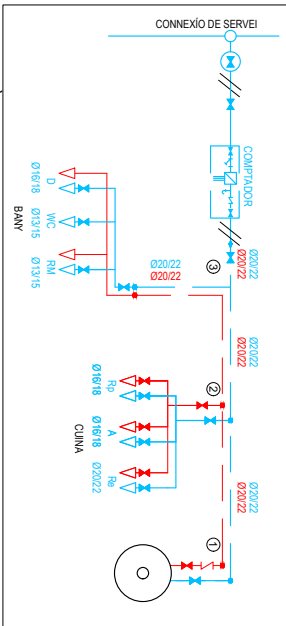 CONNEXÍO DE SERVEI
COMPTADOR
Ø20/22
Ø20/22
3
Ø20/22
Ø20/22
Ø20/22
Ø20/22
D
Ø16/18
WC
Ø13/15
RM
Ø13/15
BANY
2
Rp
Ø16/18
A
Ø16/18
Re
Ø20/22
CUINA
Ø20/22
Ø20/22
1